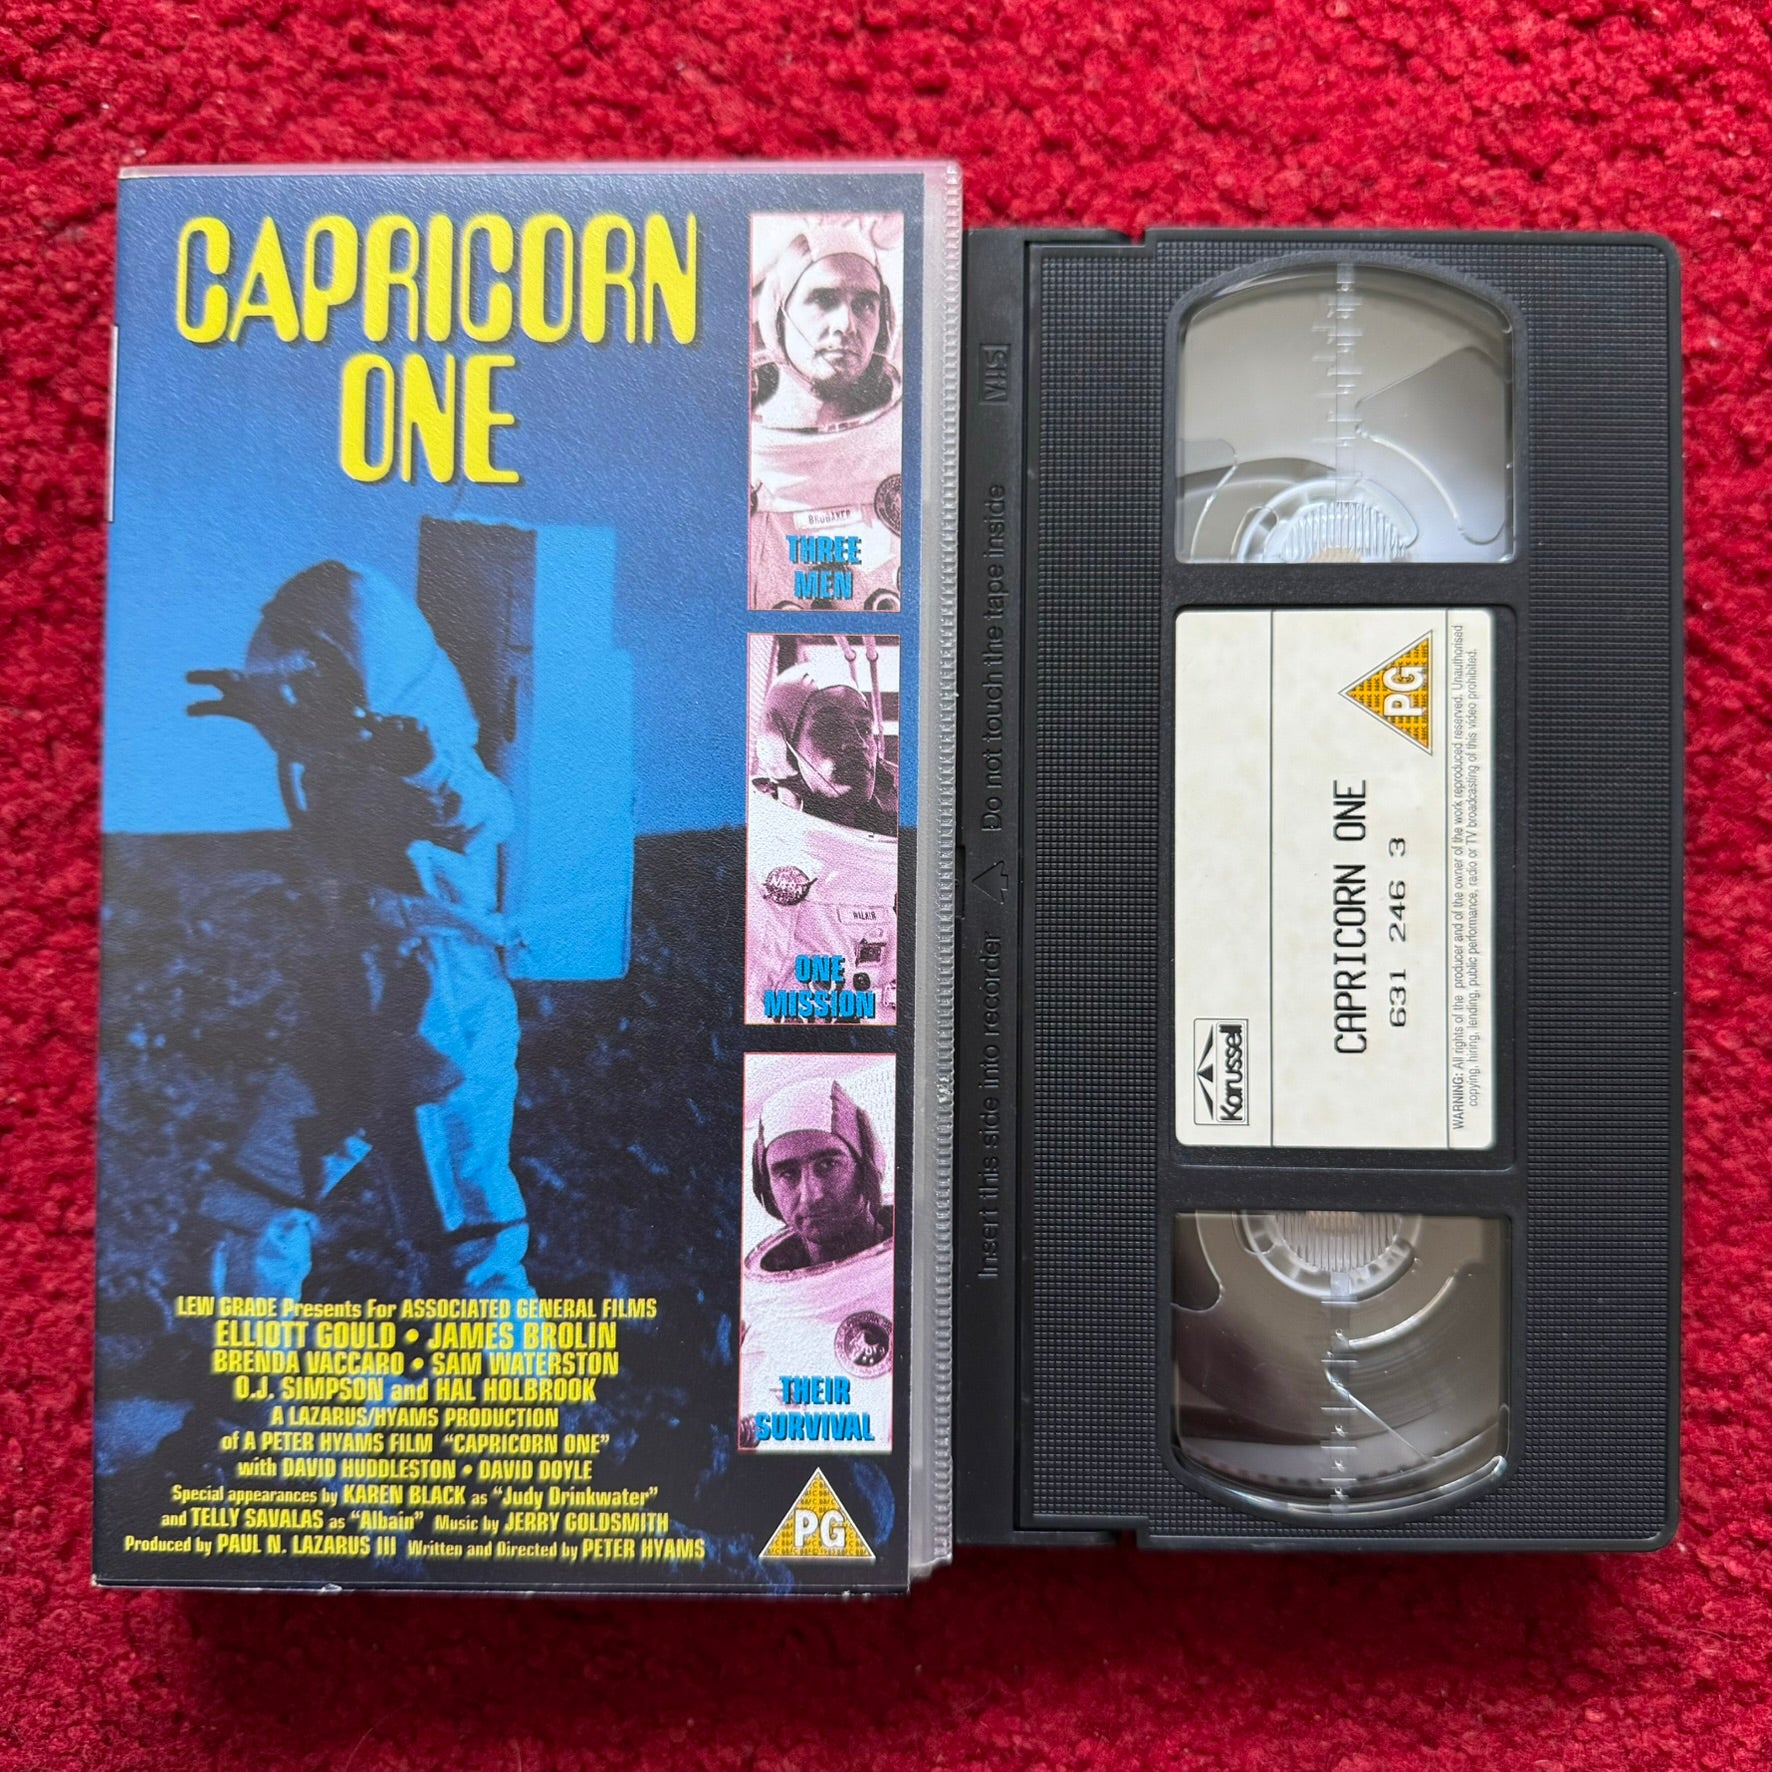 CAPRICORN
ONE
BRUBAKER
THREE
MEN
WALKER
ONE
MISSION
THEIR
SURVIVAL
LEW GRADE Presents For ASSOCIATED GENERAL FILMS
ELLIOTT GOULD • JAMES BROLIN
BRENDA VACCARO • SAM WATERSTON
O.J. SIMPSON and HAL HOLBROOK
A LAZARUS/HYAMS PRODUCTION
of A PETER HYAMS FILM "CAPRICORN ONE"
with DAVID HUDDLESTON • DAVID DOYLE
Special appearances by KAREN BLACK as "Judy Drinkwater"
and TELLY SAVALAS as "Albain" Music by JERRY GOLDSMITH
Produced by PAUL N. LAZARUS III Written and Directed by PETER HYAMS
PG
VHS
Insert this side into recorder Do not touch the tape inside
Karussell
CAPRICORN ONE
631 246 3
PG
WARNING: All rights of the producer and of the owner of the work reproduced reserved. Unauthorised
copying, hiring, lending, public performance, radio or TV broadcasting of this video prohibited.